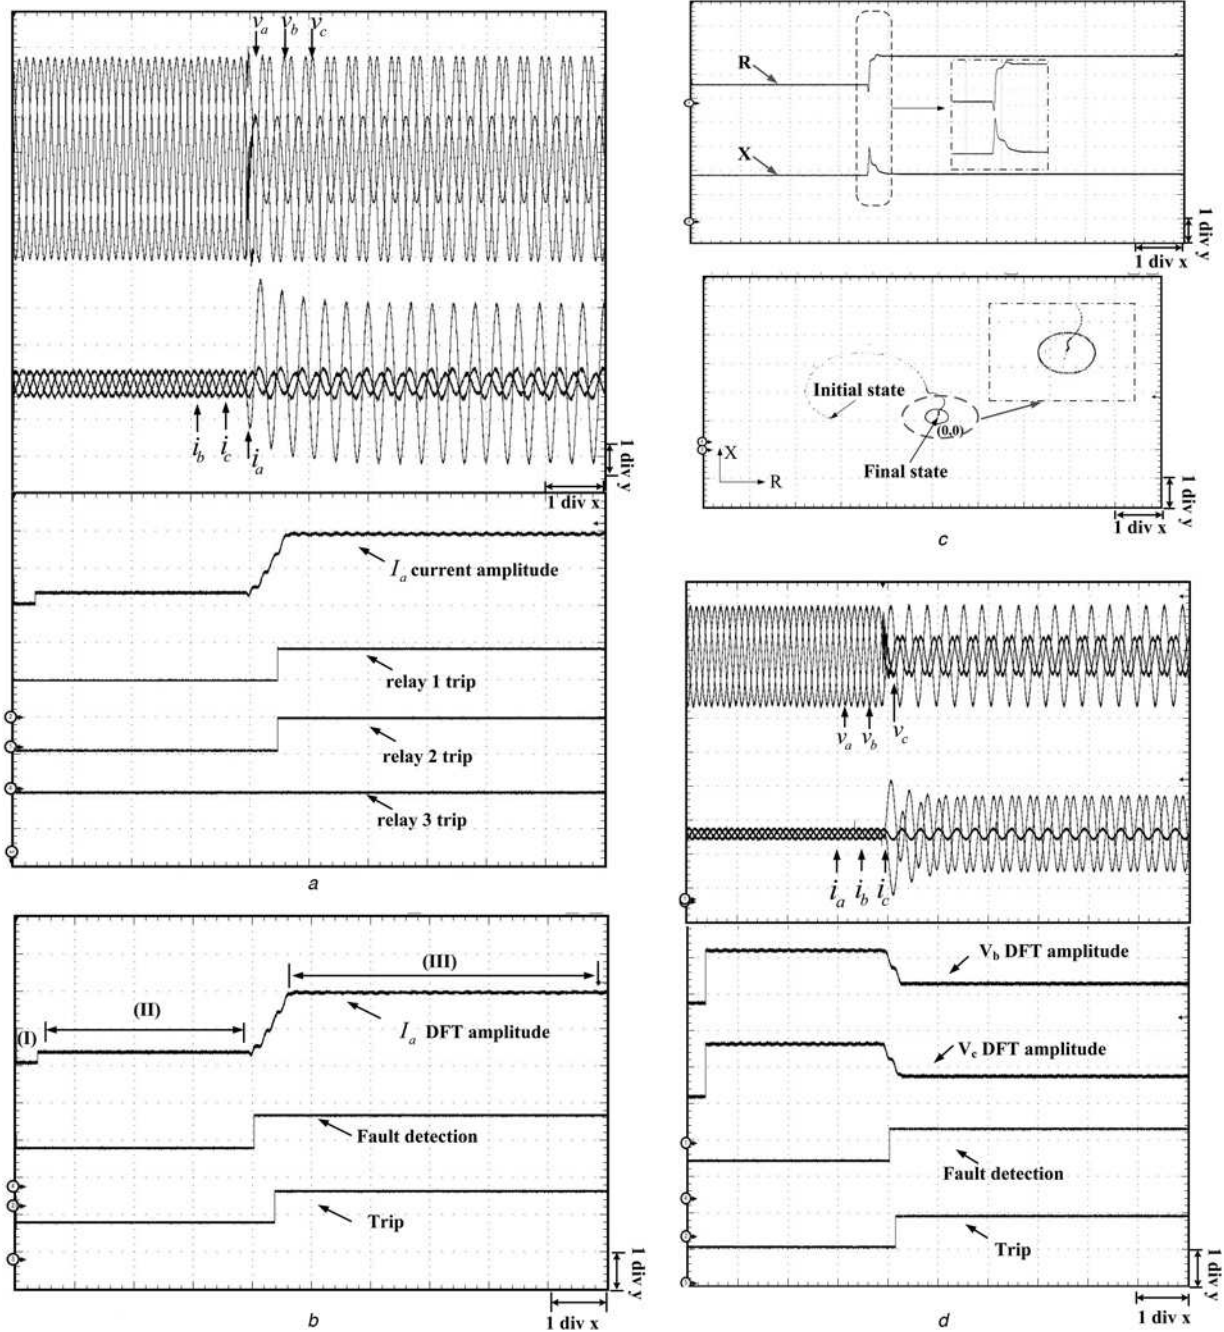 v_a v_b v_c
i_b i_c i_a
1 div y
1 div x
I_a current amplitude
relay 1 trip
relay 2 trip
relay 3 trip
a
(I) (II) (III)
I_a DFT amplitude
Fault detection
Trip
1 div y
1 div x
b
R
X
1 div y
1 div x
Initial state
(0,0)
Final state
X
R
1 div y
1 div x
c
v_a v_b v_c
i_a i_b i_c
V_b DFT amplitude
V_c DFT amplitude
Fault detection
Trip
1 div y
1 div x
d